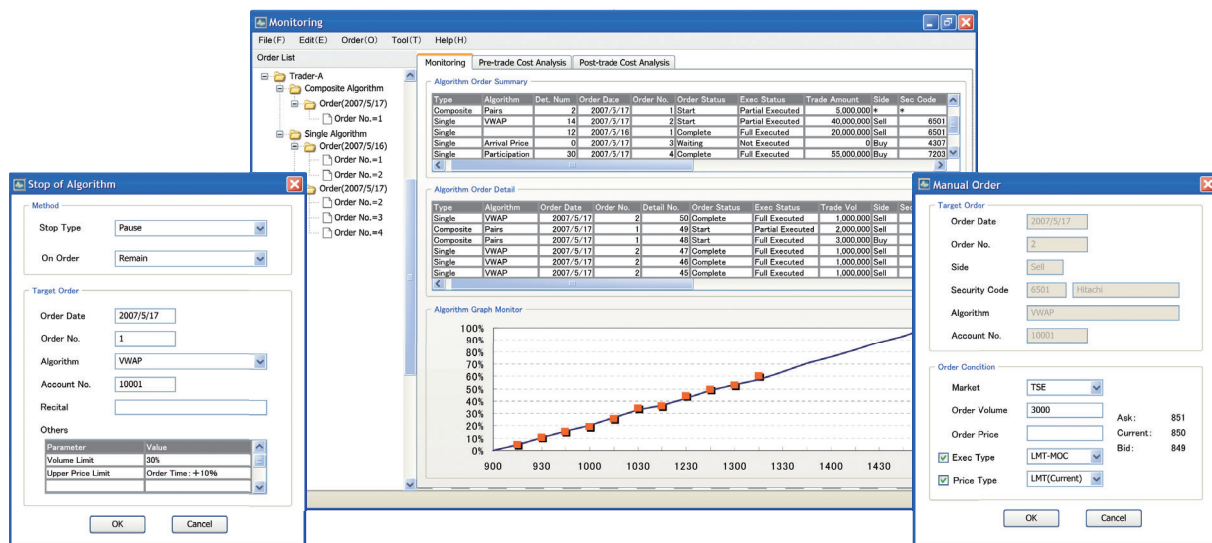 Monitoring
File(F) Edit(E) Order(O) Tool(T) Help(H)
Order List
Trader-A
Composite Algorithm
Order(2007/5/17)
Order No.=1
Single Algorithm
Order(2007/5/16)
Order No.=1
Order No.=2
Order(2007/5/17)
Order No.=2
Order No.=3
Order No.=4
Monitoring Pre-trade Cost Analysis Post-trade Cost Analysis
Algorithm Order Summary
Type Algorithm Det. Num Order Date Order No. Order Status Exec Status Trade Amount Side Sec Code
Composite Pairs 2 2007/5/17 1 Start Partial Executed 5,000,000 * *
Single VWAP 14 2007/5/17 2 Start Partial Executed 40,000,000 Sell 6501
Single 12 2007/5/16 1 Complete Full Executed 20,000,000 Sell 6501
Single Arrival Price 0 2007/5/17 3 Waiting Not Executed 0 Buy 4307
Single Participation 30 2007/5/17 4 Complete Full Executed 55,000,000 Buy 7203
Algorithm Order Detail
Type Algorithm Order Date Order No. Detail No. Order Status Exec Status Trade Vol Side Sec
Single VWAP 2007/5/17 2 50 Complete Full Executed 1,000,000 Sell
Composite Pairs 2007/5/17 1 49 Start Partial Executed 2,000,000 Sell
Composite Pairs 2007/5/17 1 48 Start Full Executed 3,000,000 Buy
Single VWAP 2007/5/17 2 47 Complete Full Executed 1,000,000 Sell
Single VWAP 2007/5/17 2 46 Complete Full Executed 1,000,000 Sell
Single VWAP 2007/5/17 2 45 Complete Full Executed 1,000,000 Sell
Algorithm Graph Monitor
100%
90%
80%
70%
60%
50%
40%
30%
20%
10%
0%
900 930 1000 1030 1230 1300 1330 1400 1430
Stop of Algorithm
Method
Stop Type Pause
On Order Remain
Target Order
Order Date 2007/5/17
Order No. 1
Algorithm VWAP
Account No. 10001
Recital
Others
Parameter Value
Volume Limit 30%
Upper Price Limit Order Time:+10%
OK Cancel
Manual Order
Target Order
Order Date 2007/5/17
Order No. 2
Side Sell
Security Code 6501 Hitachi
Algorithm VWAP
Account No. 10001
Order Condition
Market TSE
Order Volume 3000 Ask: 851
Order Price Current: 850
Bid: 849
Exec Type LMT-MOC
Price Type LMT(Current)
OK Cancel